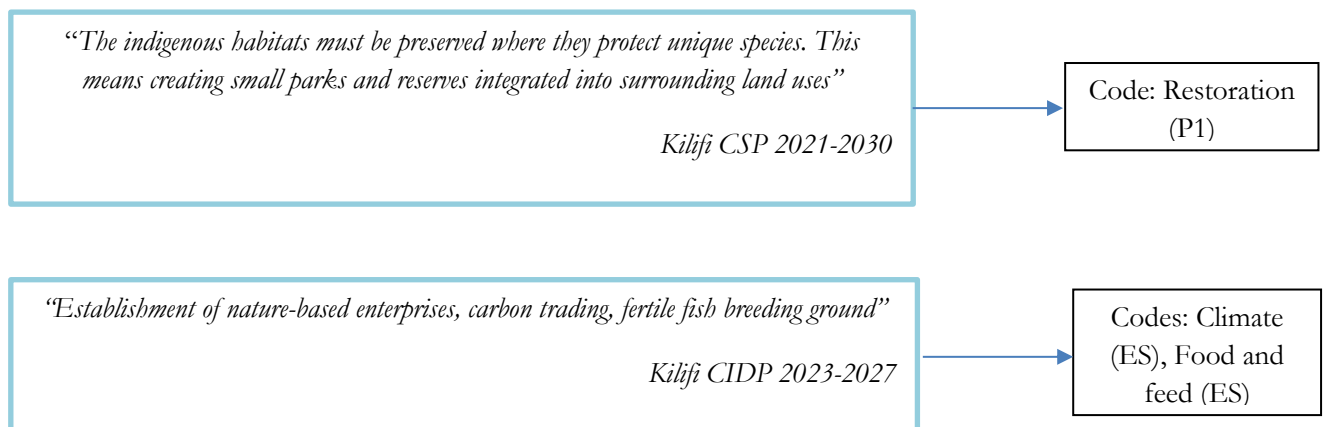 “The indigenous habitats must be preserved where they protect unique species. This
means creating small parks and reserves integrated into surrounding land uses”
Kilifi CSP 2021-2030
Code: Restoration
(P1)
“Establishment of nature-based enterprises, carbon trading, fertile fish breeding ground”
Kilifi CIDP 2023-2027
Codes: Climate
(ES), Food and
feed (ES)